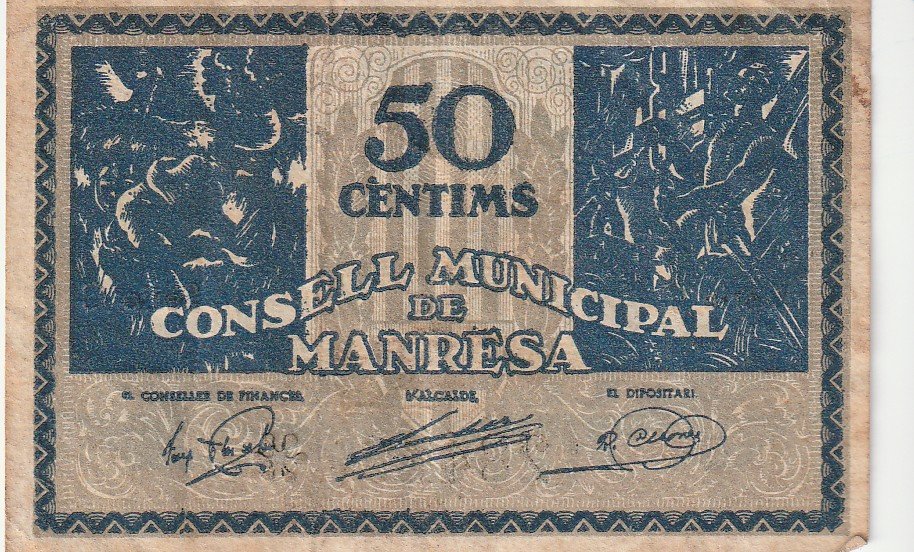 50
CÈNTIMS
CONSELL MUNICIPAL
DE
MANRESA
EL CONSELLER DE FINANCES,
L'ALCALDE,
EL DIPOSITARI,